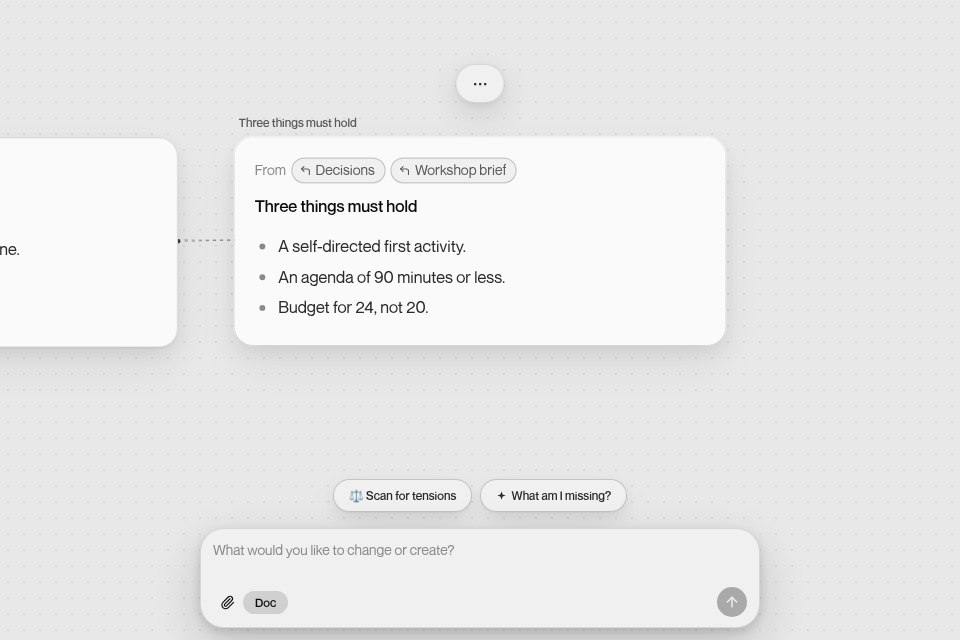 ...
Three things must hold
From Decisions Workshop brief
Three things must hold
ne.
A self-directed first activity.
An agenda of 90 minutes or less.
Budget for 24, not 20.
Scan for tensions
What am I missing?
What would you like to change or create?
Doc